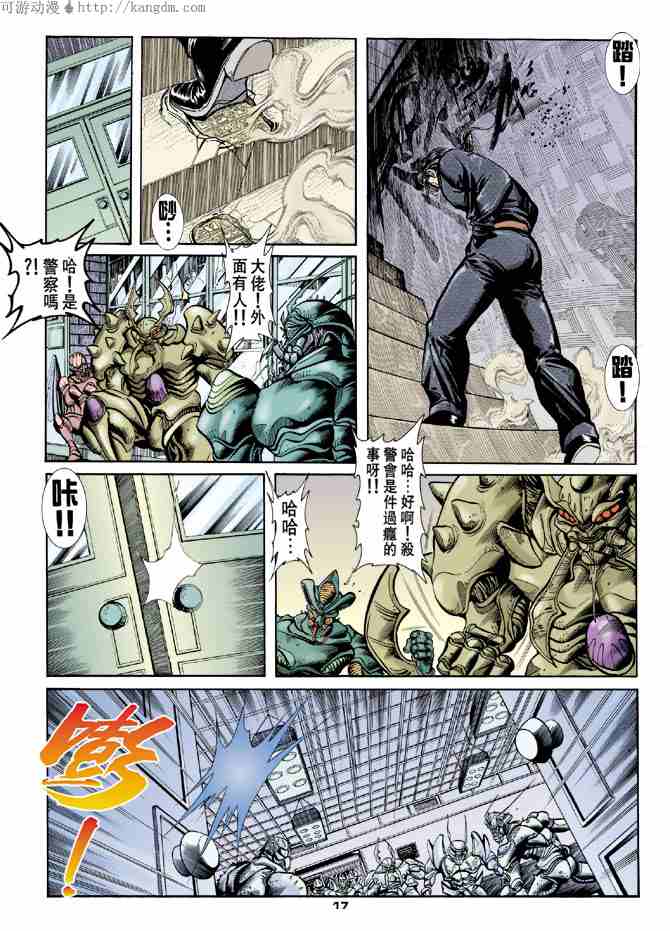 可游动漫 http://kangdm.com
踏！
踏！
吵…
大佬！外
面有人！！
哈！是
警察嗎
？！
哈哈…好啊！殺
警會是件過癮的
事呀！！
哈哈…
咔！！
嘭！
17